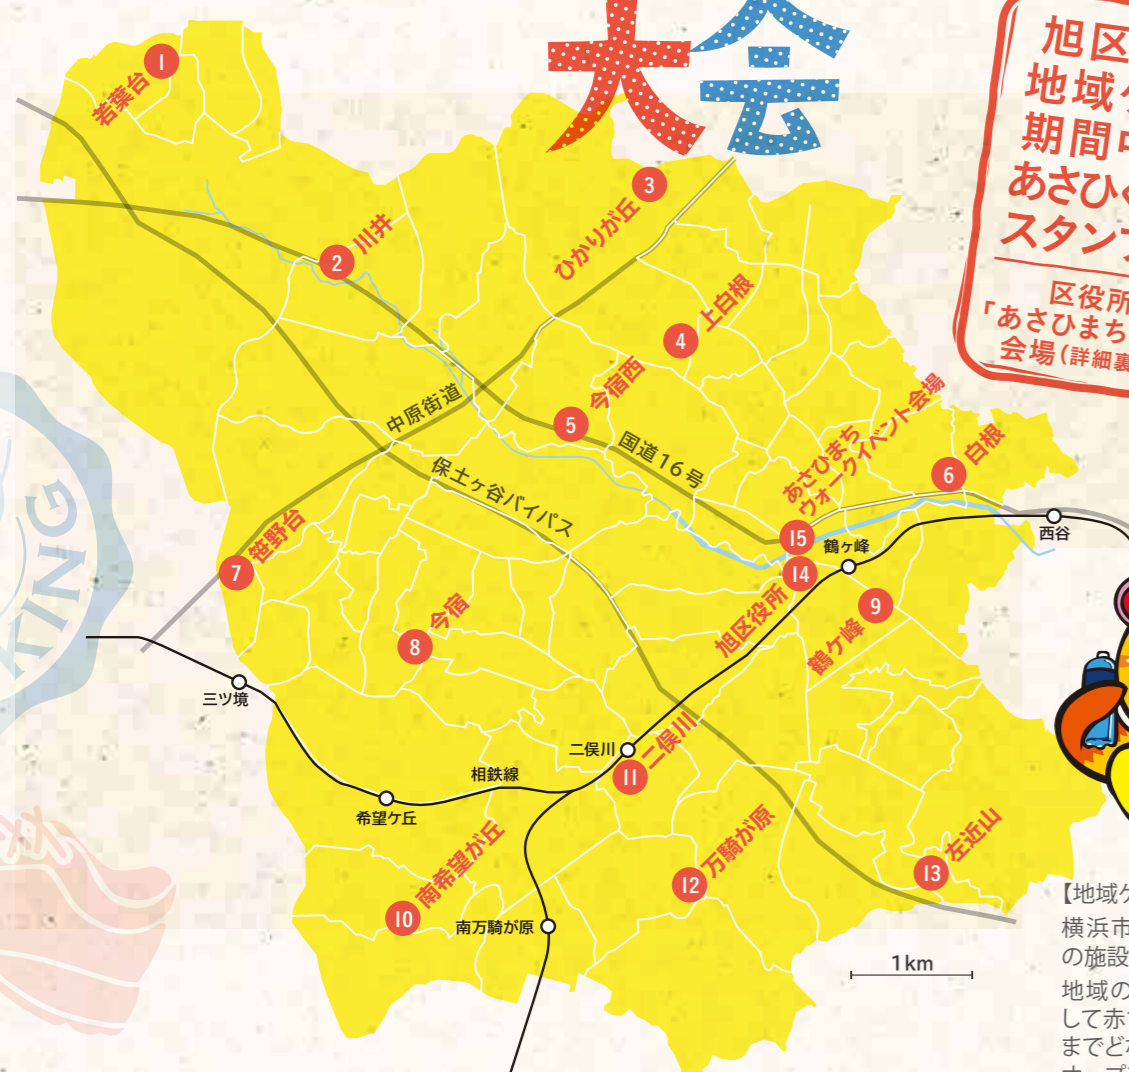 大会
旭区
地域
期間中
あさひ
スタン
区役所
「あさひまち
会場（詳細裏
1
若葉台
2
川井
3
ひかりが丘
4
上白根
5
今宿西
中原街道
国道16号
保土ヶ谷バイパス
あさひまち
ウオークイベント会場
6
白根
15
鶴ヶ峰
西谷
14
旭区役所
7
笹野台
8
今宿
9
鶴ケ峰
三ツ境
二俣川
11
二俣川
相鉄線
希望ケ丘
10
南希望が丘
南万騎が原
12
万騎が原
13
左近山
1km
KING
【地域ケ
横浜市
の施設
地域の
して赤
までど